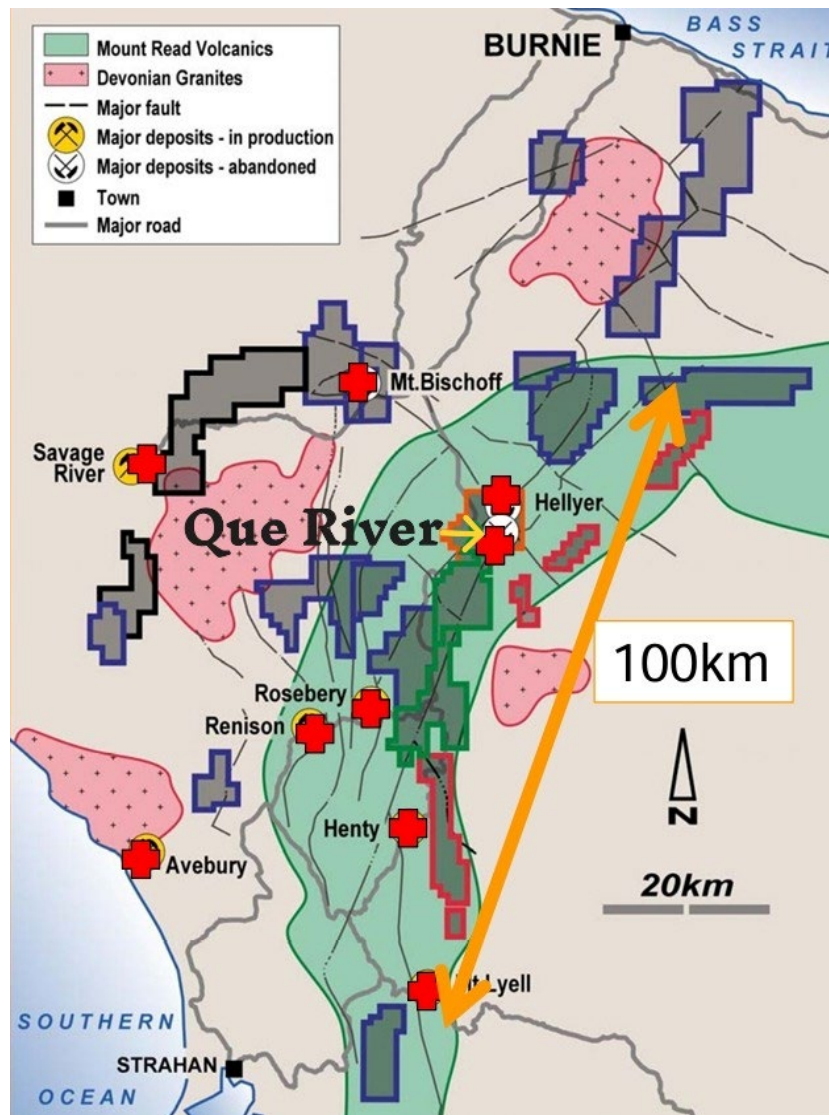 Mount Read Volcanics
Devonian Granites
Major fault
Major deposits - in production
Major deposits - abandoned
Town
Major road
BURNIE
BASS
STRAIT
Mt.Bischoff
Savage
River
Hellyer
Que River
100km
Rosebery
Renison
N
Henty
20km
Avebury
Lyell
SOUTHERN
OCEAN
STRAHAN